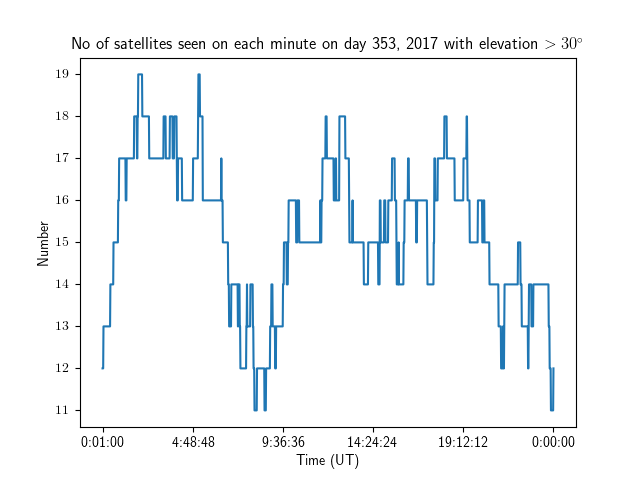 No of satellites seen on each minute on day 353, 2017 with elevation > 30°
19
18
17
16
15
14
13
12
11
Number
0:01:00 4:48:48 9:36:36 14:24:24 19:12:12 0:00:00
Time (UT)